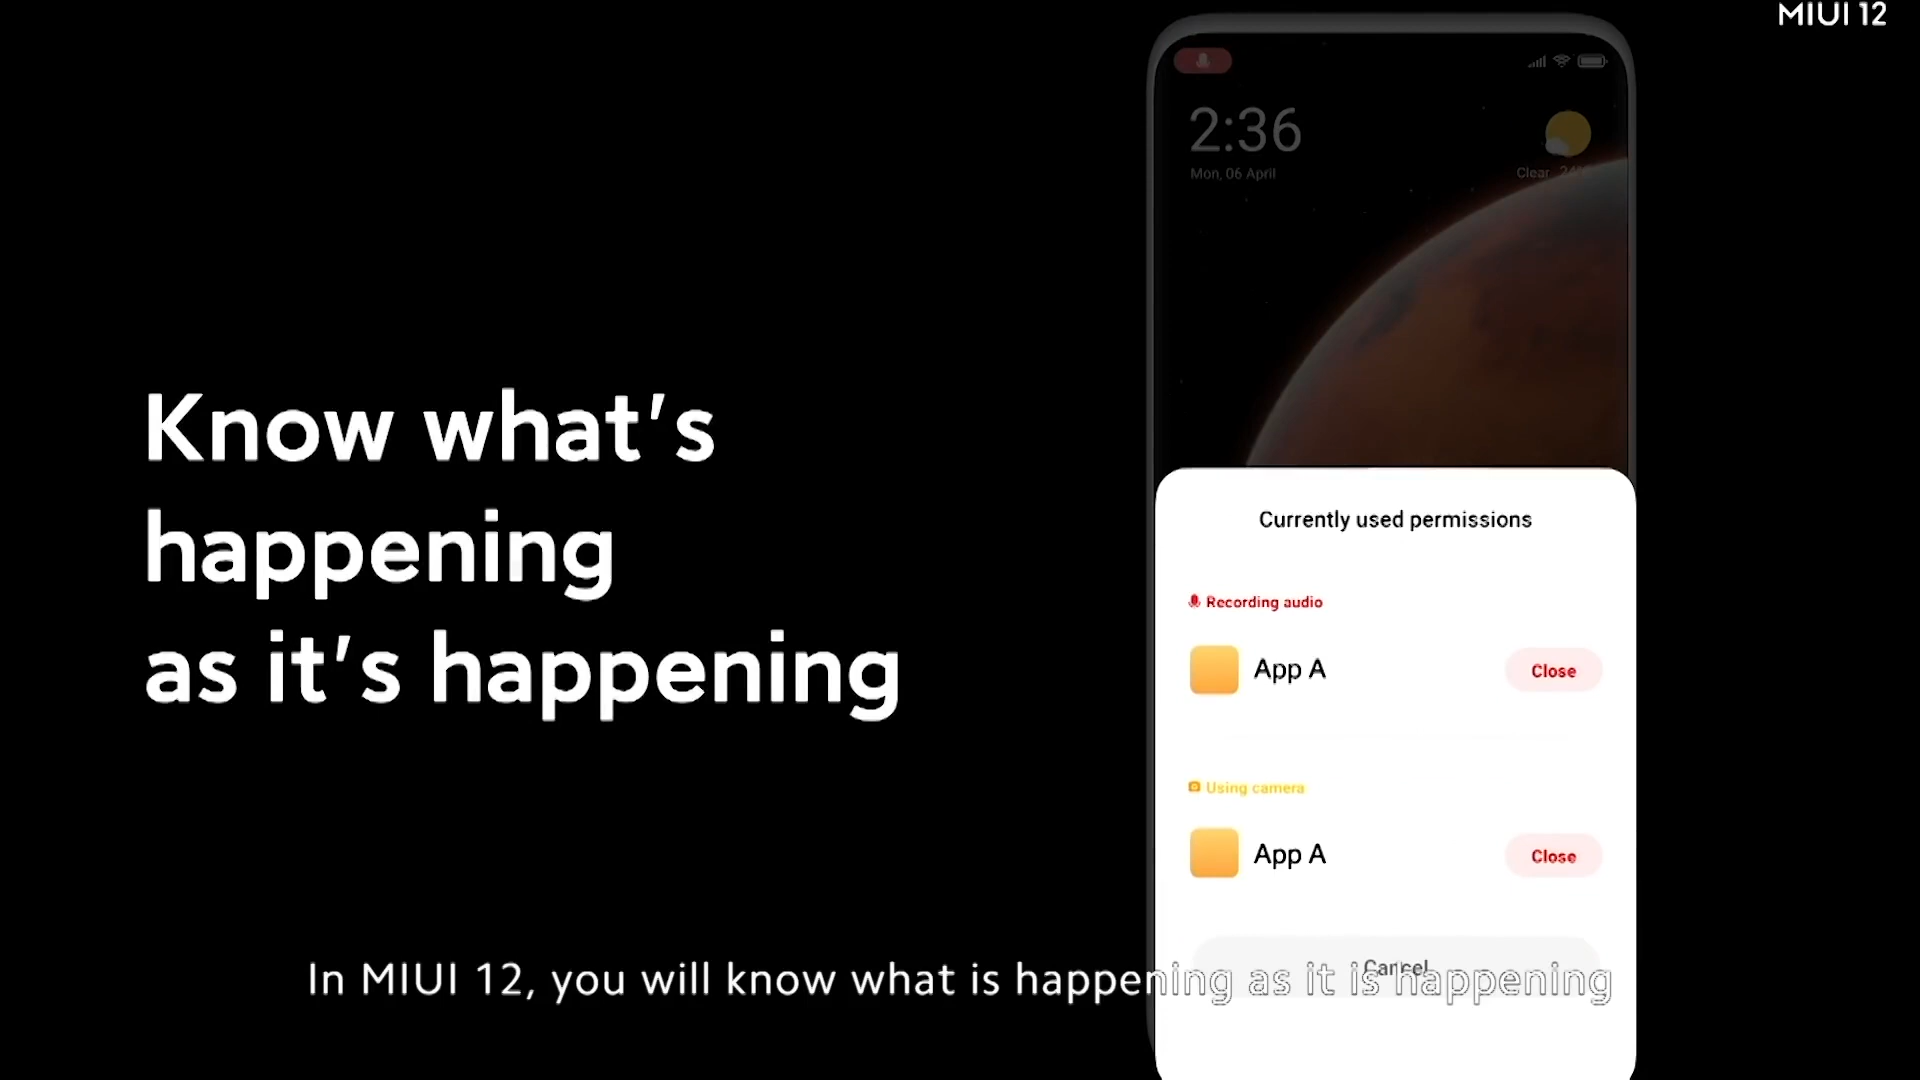 MIUI 12
2:36
Mon, 06 April
Clear 24°
Know what's
happening
as it's happening
Currently used permissions
Recording audio
App A
Close
Using camera
App A
Close
Cancel
In MIUI 12, you will know what is happening as it is happening